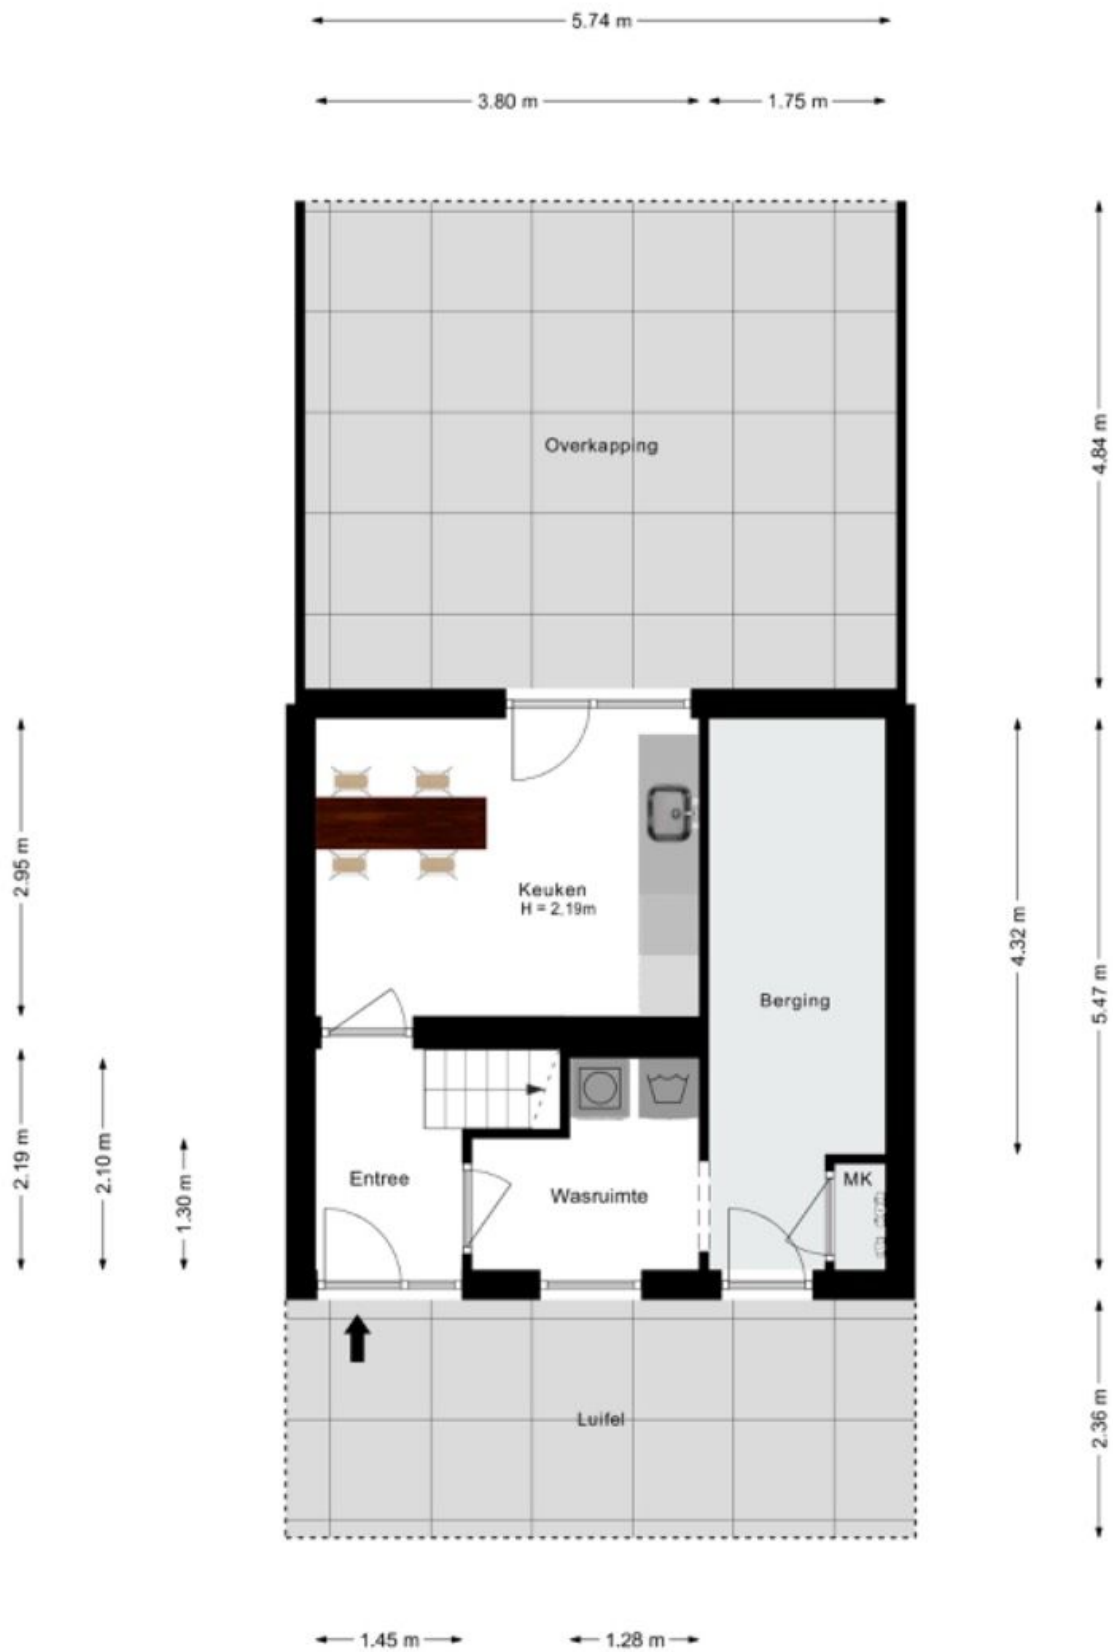 5.74 m
3.80 m
1.75 m
Overkapping
4.84 m
2.95 m
Keuken
H = 2.19m
4.32 m
5.47 m
Berging
2.19 m
2.10 m
1.30 m
Entree
Wasruimte
MK
Luifel
2.36 m
1.45 m
1.28 m